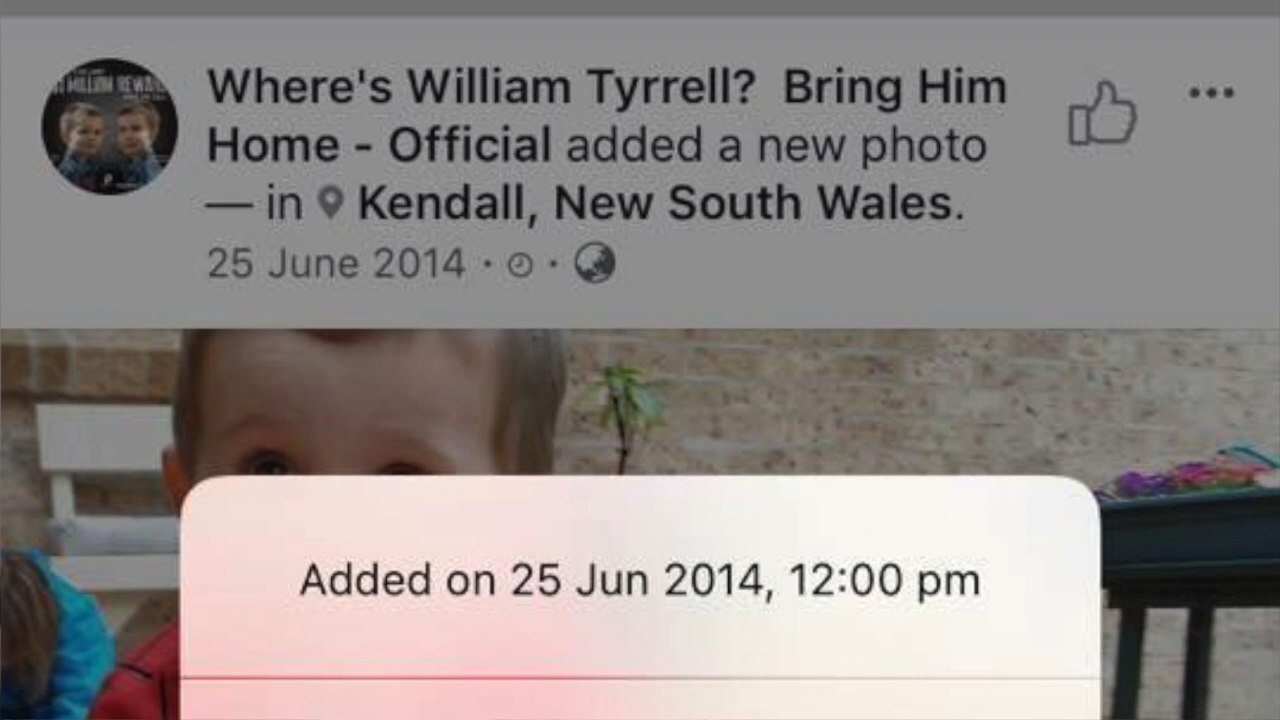 Where's William Tyrrell? Bring Him
Home - Official added a new photo
— in Kendall, New South Wales.
25 June 2014 · ·
Added on 25 Jun 2014, 12:00 pm